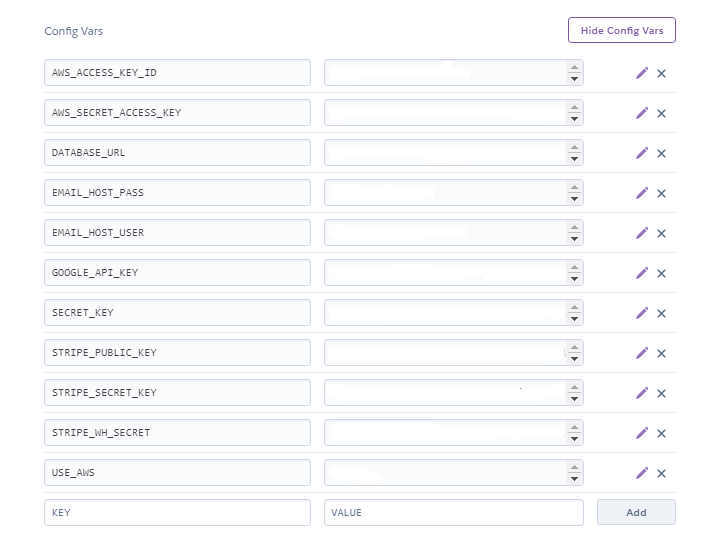 Config Vars
Hide Config Vars
AWS_ACCESS_KEY_ID
AWS_SECRET_ACCESS_KEY
DATABASE_URL
EMAIL_HOST_PASS
EMAIL_HOST_USER
GOOGLE_API_KEY
SECRET_KEY
STRIPE_PUBLIC_KEY
STRIPE_SECRET_KEY
STRIPE_WH_SECRET
USE_AWS
KEY VALUE Add